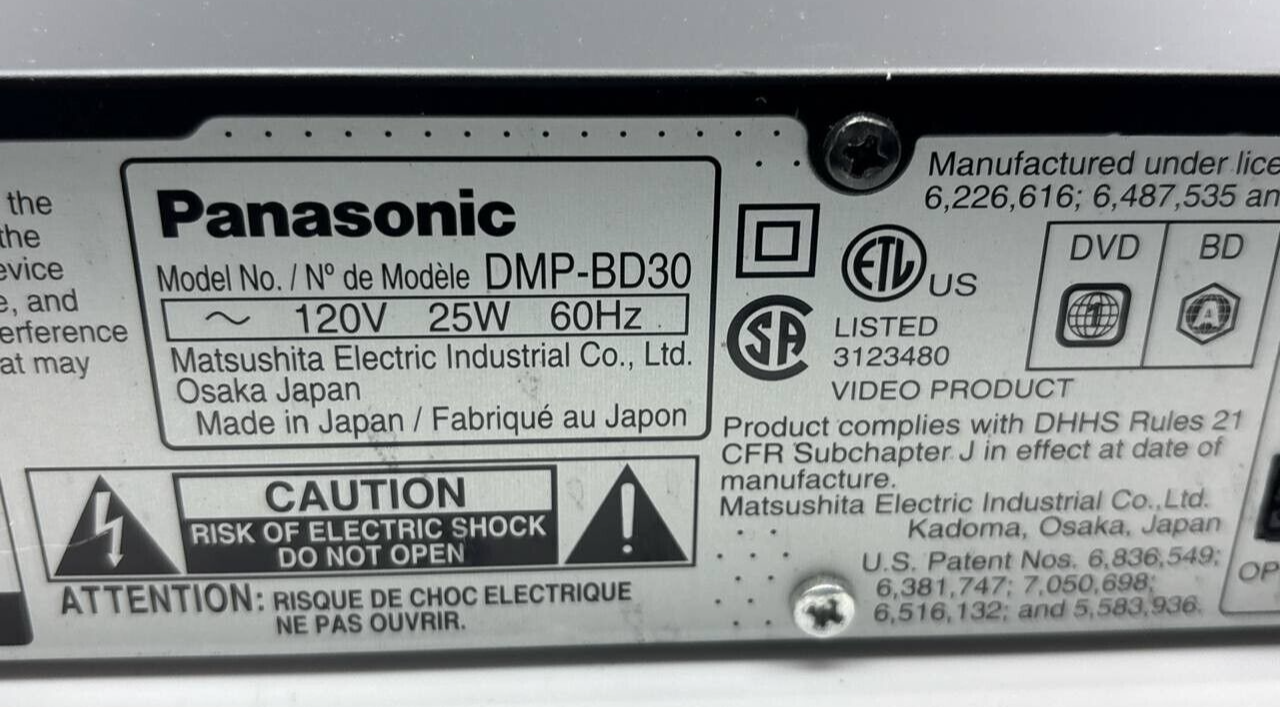 the
the
evice
e, and
erference
at may
Panasonic
Model No. / Nº de Modèle DMP-BD30
~ 120V 25W 60Hz
Matsushita Electric Industrial Co., Ltd.
Osaka Japan
Made in Japan / Fabriqué au Japon
CAUTION
RISK OF ELECTRIC SHOCK
DO NOT OPEN
ATTENTION: RISQUE DE CHOC ELECTRIQUE
NE PAS OUVRIR.
ETL US
SA
LISTED
3123480
VIDEO PRODUCT
Manufactured under lice
6,226,616; 6,487,535 an
DVD BD
1 A
Product complies with DHHS Rules 21
CFR Subchapter J in effect at date of
manufacture.
Matsushita Electric Industrial Co.,Ltd.
Kadoma, Osaka, Japan
U.S. Patent Nos. 6,836,549;
6,381,747; 7,050,698;
6,516,132; and 5,583,936.
OP